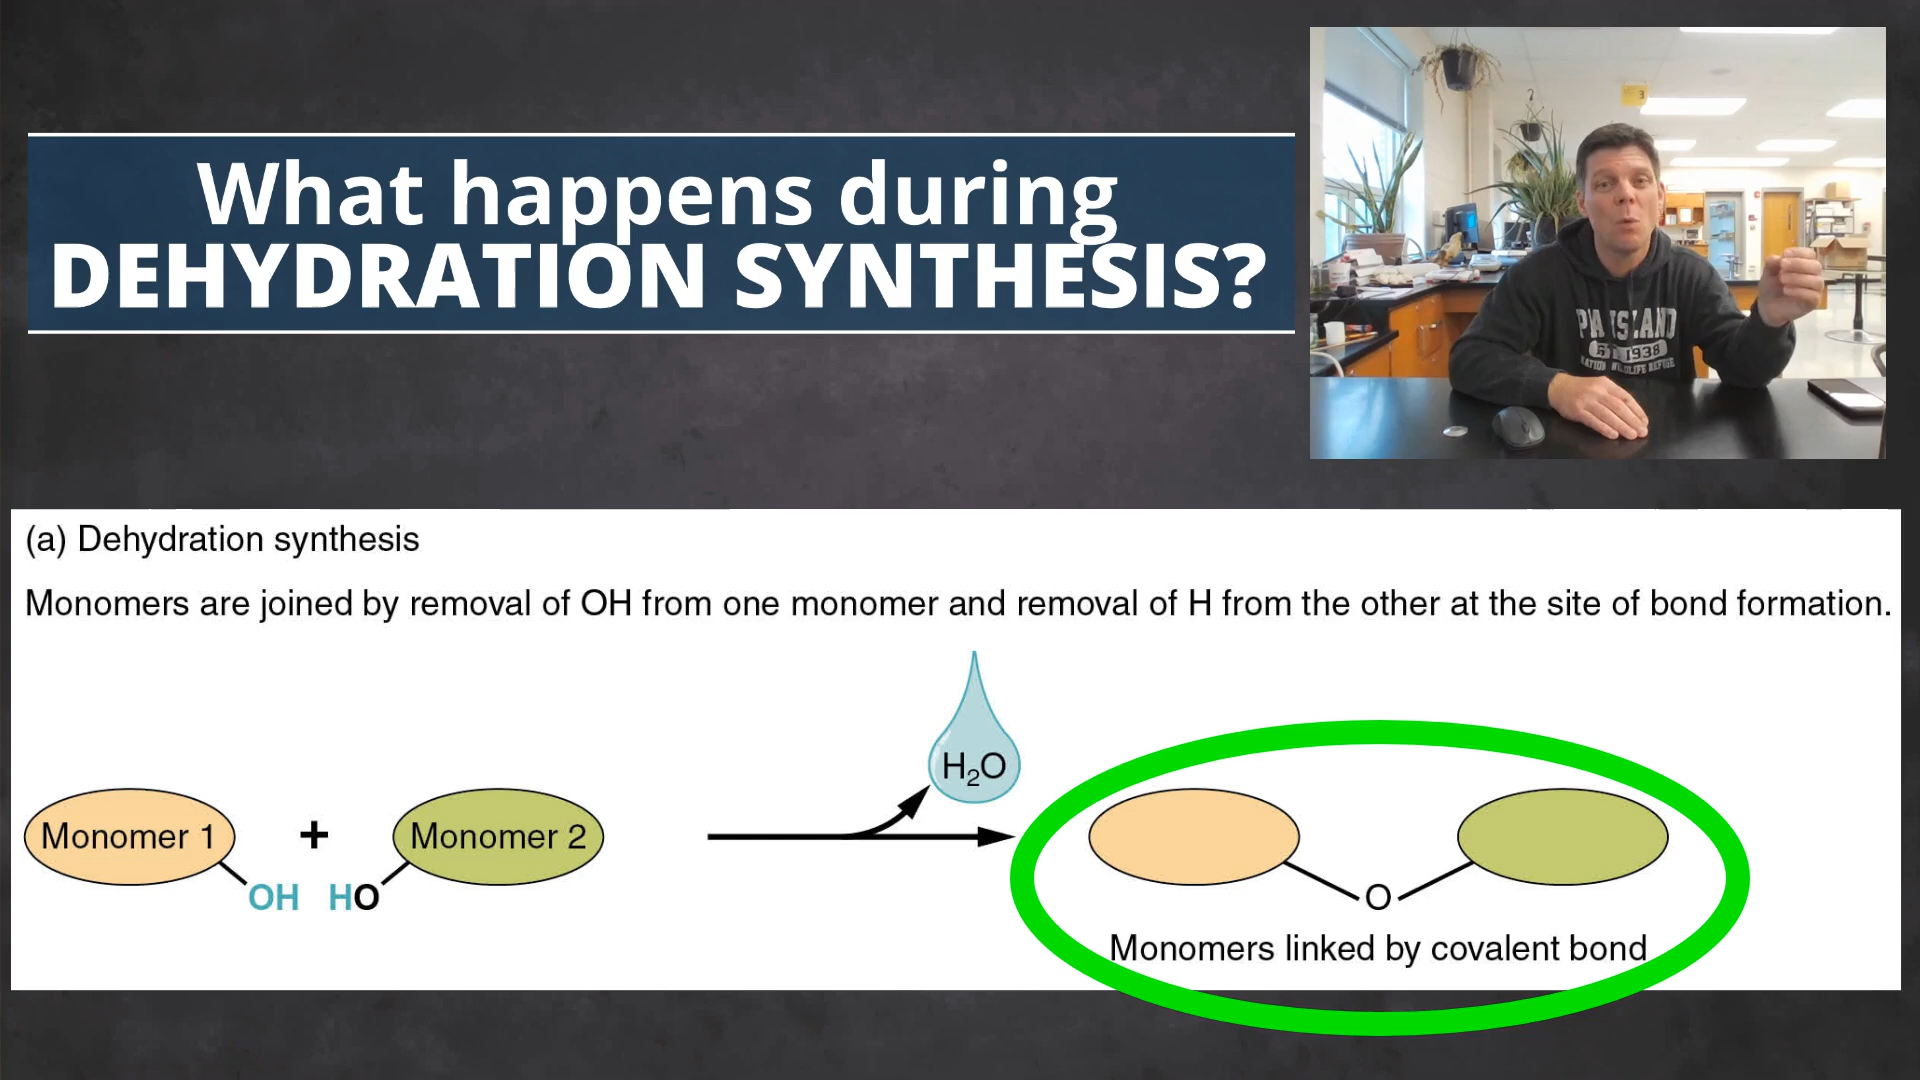 What happens during
DEHYDRATION SYNTHESIS?
3
1938
(a) Dehydration synthesis
Monomers are joined by removal of OH from one monomer and removal of H from the other at the site of bond formation.
H₂O
Monomer 1 + Monomer 2
OH HO
O
Monomers linked by covalent bond